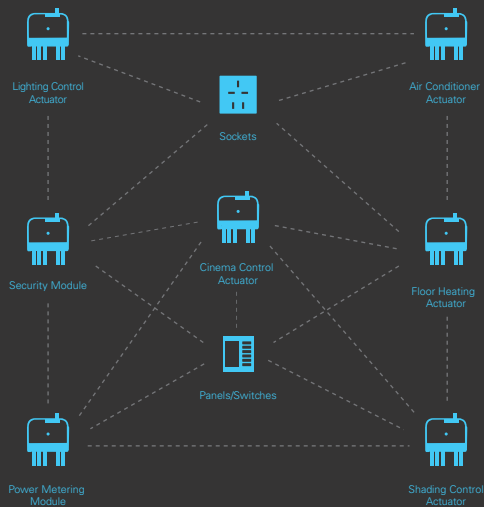 Lighting Control
Actuator
Air Conditioner
Actuator
Sockets
Cinema Control
Actuator
Security Module
Floor Heating
Actuator
Panels/Switches
Power Metering
Module
Shading Control
Actuator